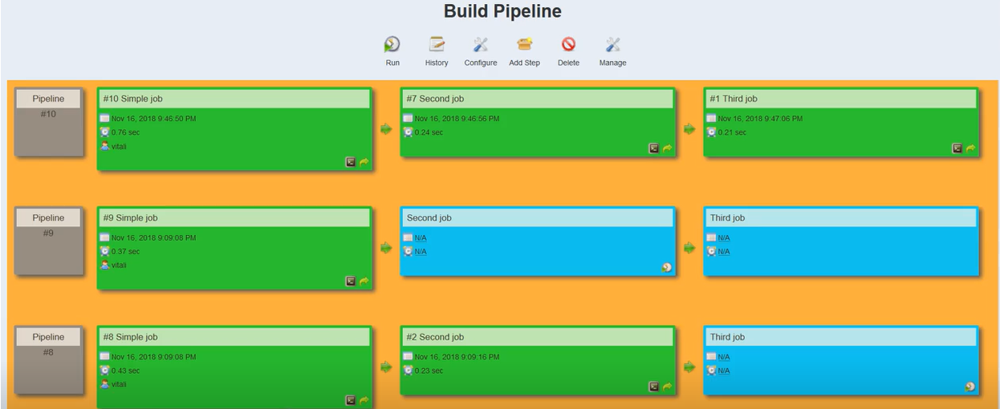 Build Pipeline
Run History Configure Add Step Delete Manage
Pipeline
#10
#10 Simple job
Nov 16, 2018 9:46:50 PM
0.76 sec
vitali
#7 Second job
Nov 16, 2018 9:46:56 PM
0.24 sec
#1 Third job
Nov 16, 2018 9:47:06 PM
0.21 sec
Pipeline
#9
#9 Simple job
Nov 16, 2018 9:09:08 PM
0.37 sec
vitali
Second job
N/A
N/A
Third job
N/A
N/A
Pipeline
#8
#8 Simple job
Nov 16, 2018 9:09:08 PM
0.43 sec
vitali
#2 Second job
Nov 16, 2018 9:09:16 PM
0.23 sec
Third job
N/A
N/A